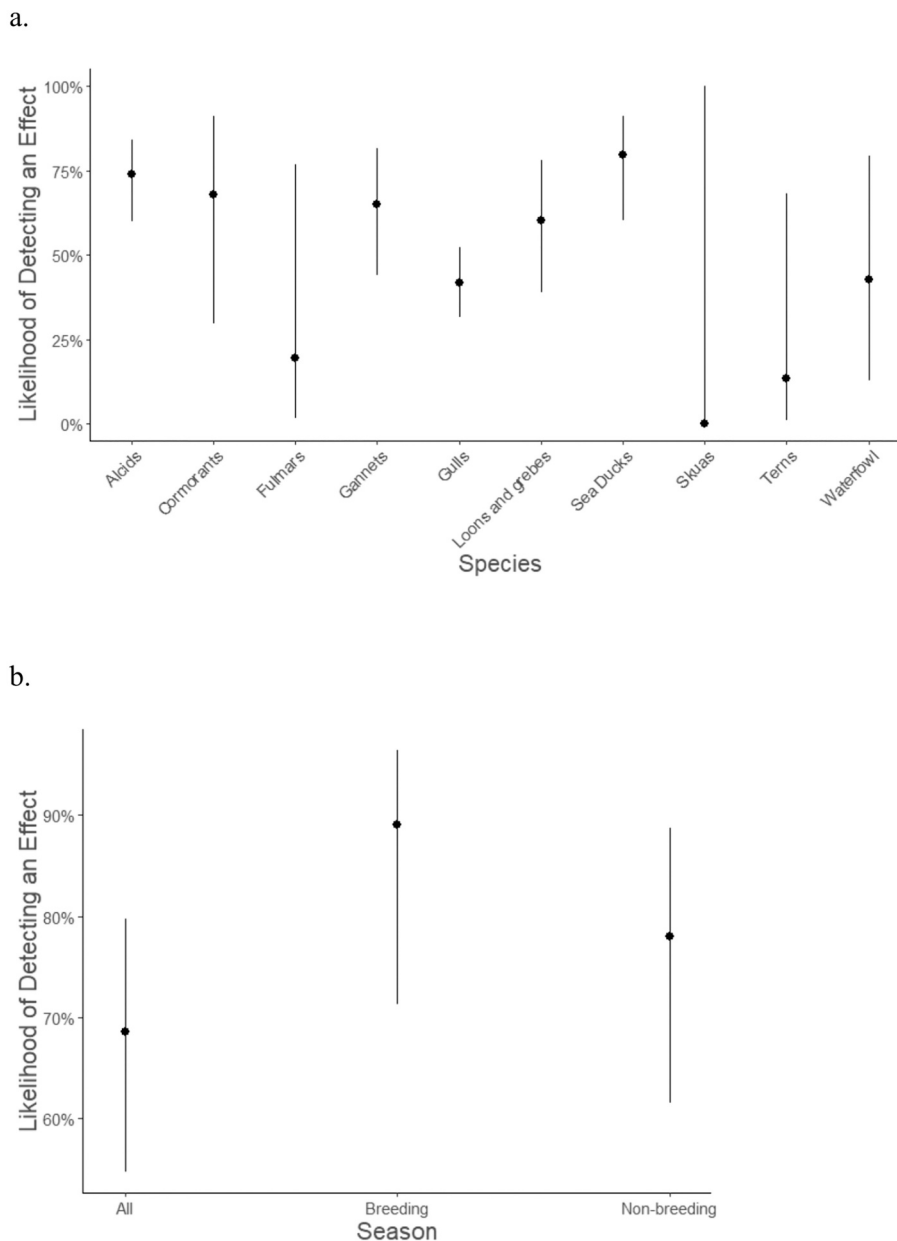 a.
Likelihood of Detecting an Effect
100%
75%
50%
25%
0%
Alcids
Cormorants
Fulmars
Gannets
Gulls
Loons and grebes
Sea Ducks
Skuas
Terns
Waterfowl
Species
b.
Likelihood of Detecting an Effect
90%
80%
70%
60%
All
Breeding
Non-breeding
Season